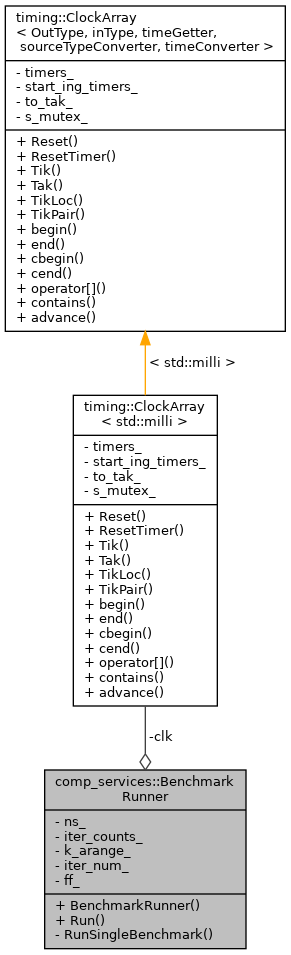 timing::ClockArray
< OutType, inType, timeGetter,
sourceTypeConverter, timeConverter >
- timers_
- start_ing_timers_
- to_tak_
- s_mutex_
+ Reset()
+ ResetTimer()
+ Tik()
+ Tak()
+ TikLoc()
+ TikPair()
+ begin()
+ end()
+ cbegin()
+ cend()
+ operator[]()
+ contains()
+ advance()
< std::milli >
timing::ClockArray
< std::milli >
- timers_
- start_ing_timers_
- to_tak_
- s_mutex_
+ Reset()
+ ResetTimer()
+ Tik()
+ Tak()
+ TikLoc()
+ TikPair()
+ begin()
+ end()
+ cbegin()
+ cend()
+ operator[]()
+ contains()
+ advance()
-clk
comp_services::Benchmark
Runner
- ns_
- iter_counts_
- k_arange_
- iter_num_
- ff_
+ BenchmarkRunner()
+ Run()
- RunSingleBenchmark()